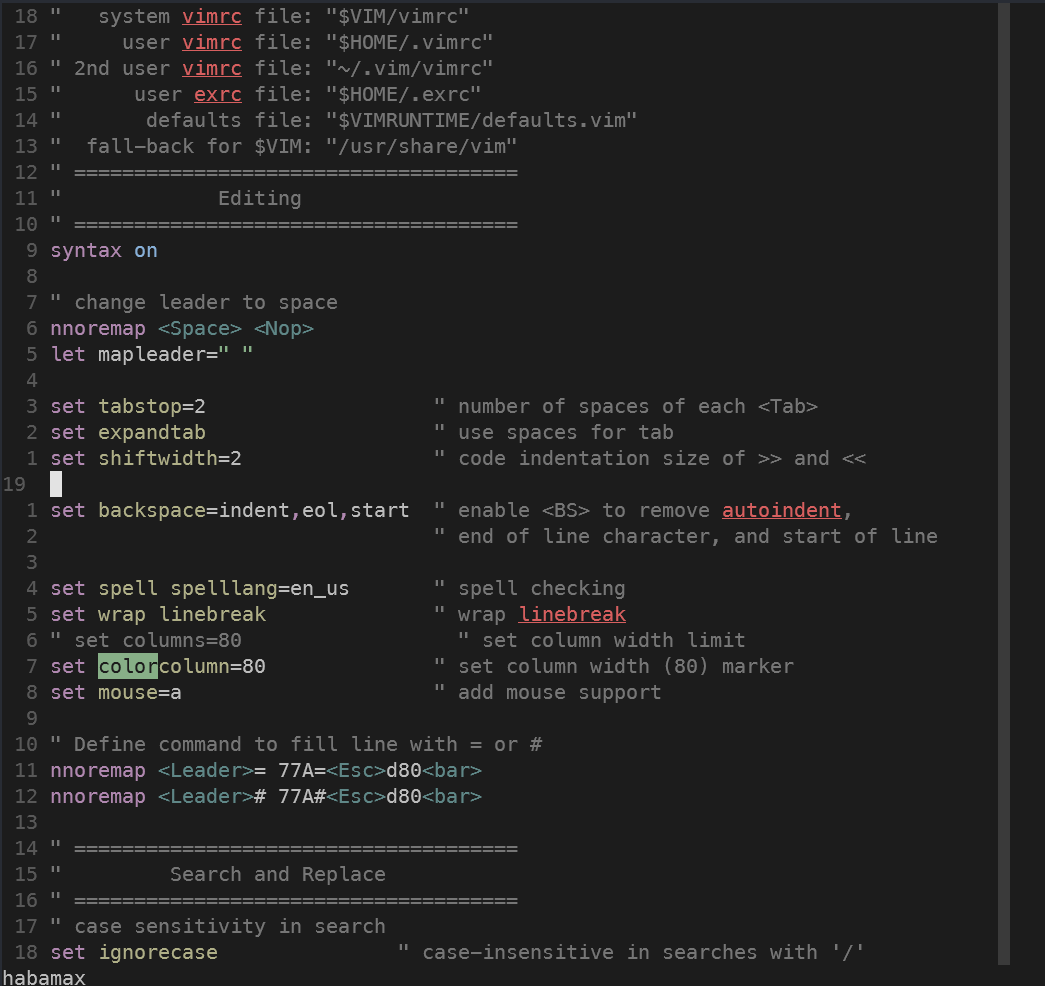 18 "   system vimrc file: "$VIM/vimrc"
17 "     user vimrc file: "$HOME/.vimrc"
16 " 2nd user vimrc file: "~/.vim/vimrc"
15 "      user exrc file: "$HOME/.exrc"
14 "       defaults file: "$VIMRUNTIME/defaults.vim"
13 "  fall-back for $VIM: "/usr/share/vim"
12 " =====================================
11 "             Editing
10 " =====================================
 9 syntax on
 8
 7 " change leader to space
 6 nnoremap <Space> <Nop>
 5 let mapleader=" "
 4
 3 set tabstop=2                   " number of spaces of each <Tab>
 2 set expandtab                   " use spaces for tab
 1 set shiftwidth=2                " code indentation size of >> and <<
19
 1 set backspace=indent,eol,start  " enable <BS> to remove autoindent,
 2                                 " end of line character, and start of line
 3
 4 set spell spelllang=en_us       " spell checking
 5 set wrap linebreak              " wrap linebreak
 6 " set columns=80                  " set column width limit
 7 set colorcolumn=80              " set column width (80) marker
 8 set mouse=a                     " add mouse support
 9
10 " Define command to fill line with = or #
11 nnoremap <Leader>= 77A=<Esc>d80<bar>
12 nnoremap <Leader># 77A#<Esc>d80<bar>
13
14 " =====================================
15 "         Search and Replace
16 " =====================================
17 " case sensitivity in search
18 set ignorecase               " case-insensitive in searches with '/'
habamax